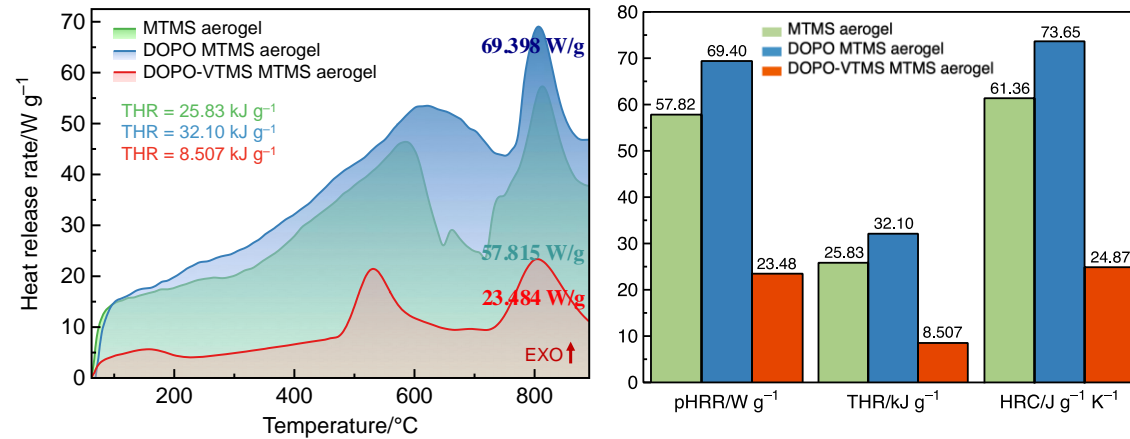 Heat release rate/W g⁻¹
70
60
50
40
30
20
10
0
MTMS aerogel
DOPO MTMS aerogel
DOPO-VTMS MTMS aerogel
THR = 25.83 kJ g⁻¹
THR = 32.10 kJ g⁻¹
THR = 8.507 kJ g⁻¹
69.398 W/g
57.815 W/g
23.484 W/g
EXO
200 400 600 800
Temperature/°C
80
70
60
50
40
30
20
10
0
MTMS aerogel
DOPO MTMS aerogel
DOPO-VTMS MTMS aerogel
57.82
69.40
23.48
25.83
32.10
8.507
61.36
73.65
24.87
pHRR/W g⁻¹ THR/kJ g⁻¹ HRC/J g⁻¹ K⁻¹